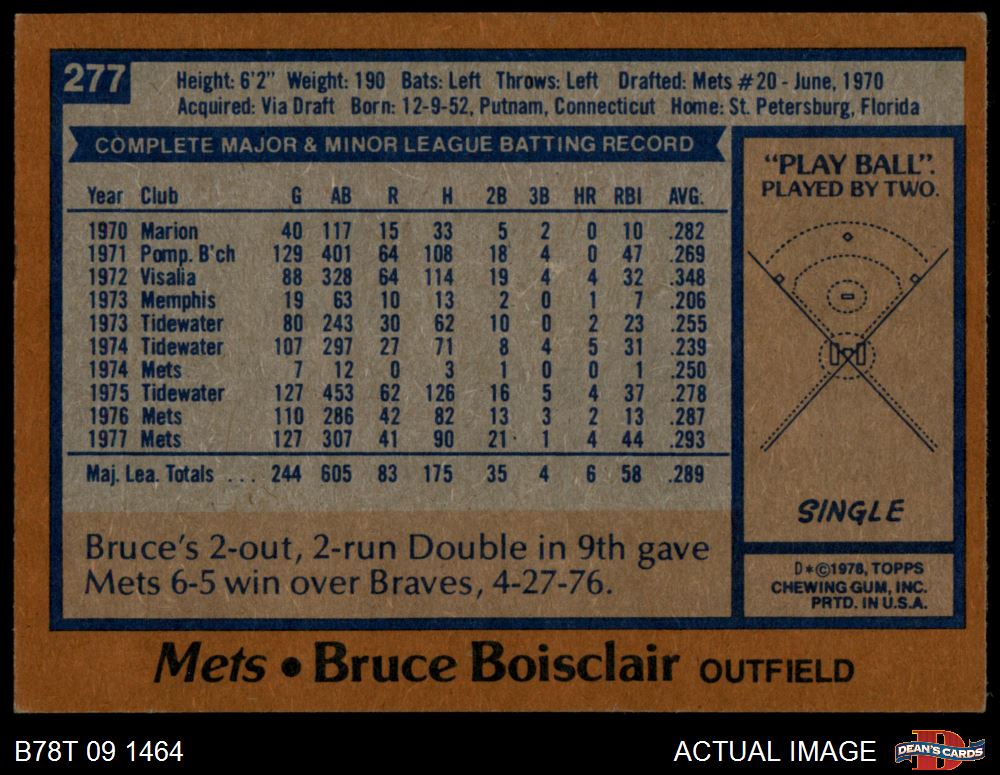 277
Height: 6'2" Weight: 190 Bats: Left Throws: Left Drafted: Mets #20 - June, 1970
Acquired: Via Draft Born: 12-9-52, Putnam, Connecticut Home: St. Petersburg, Florida
COMPLETE MAJOR & MINOR LEAGUE BATTING RECORD
Year Club G AB R H 2B 3B HR RBI AVG.
1970 Marion 40 117 15 33 5 2 0 10 .282
1971 Pomp. B'ch 129 401 64 108 18 4 0 47 .269
1972 Visalia 88 328 64 114 19 4 4 32 .348
1973 Memphis 19 63 10 13 2 0 1 7 .206
1973 Tidewater 80 243 30 62 10 0 2 23 .255
1974 Tidewater 107 297 27 71 8 4 5 31 .239
1974 Mets 7 12 0 3 1 0 0 1 .250
1975 Tidewater 127 453 62 126 16 5 4 37 .278
1976 Mets 110 286 42 82 13 3 2 13 .287
1977 Mets 127 307 41 90 21 1 4 44 .293
Maj. Lea. Totals ... 244 605 83 175 35 4 6 58 .289
Bruce's 2-out, 2-run Double in 9th gave
Mets 6-5 win over Braves, 4-27-76.
"PLAY BALL".
PLAYED BY TWO.
SINGLE
D*©1978, TOPPS
CHEWING GUM, INC.
PRTD. IN U.S.A.
Mets • Bruce Boisclair OUTFIELD
B78T 09 1464
ACTUAL IMAGE
D
DEAN'S CARDS